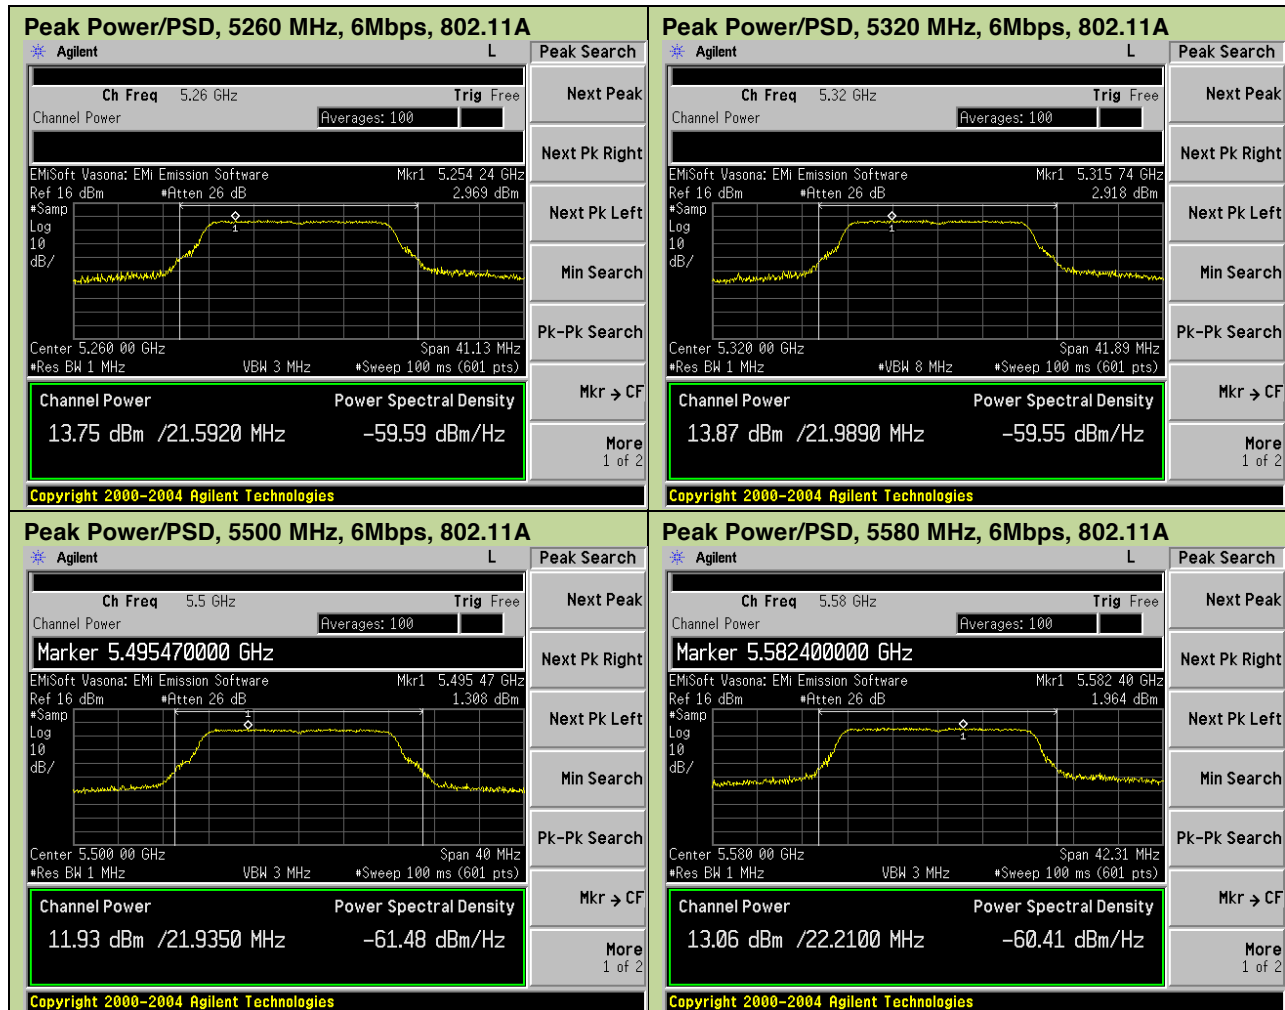 Peak Power/PSD, 5260 MHz, 6Mbps, 802.11A
Agilent L Peak Search
Ch Freq 5.26 GHz Trig Free
Channel Power Averages: 100
EMiSoft Vasona: EMi Emission Software Mkr1 5.254 24 GHz
Ref 16 dBm #Atten 26 dB 2.969 dBm
#Samp
Log
10
dB/
1
Center 5.260 00 GHz Span 41.13 MHz
#Res BW 1 MHz VBW 3 MHz #Sweep 100 ms (601 pts)
Channel Power Power Spectral Density
13.75 dBm /21.5920 MHz -59.59 dBm/Hz
Copyright 2000-2004 Agilent Technologies
Next Peak
Next Pk Right
Next Pk Left
Min Search
Pk-Pk Search
Mkr → CF
More
1 of 2
Peak Power/PSD, 5320 MHz, 6Mbps, 802.11A
Agilent L Peak Search
Ch Freq 5.32 GHz Trig Free
Channel Power Averages: 100
EMiSoft Vasona: EMi Emission Software Mkr1 5.315 74 GHz
Ref 16 dBm #Atten 26 dB 2.918 dBm
#Samp
Log
10
dB/
1
Center 5.320 00 GHz Span 41.89 MHz
#Res BW 1 MHz #VBW 8 MHz #Sweep 100 ms (601 pts)
Channel Power Power Spectral Density
13.87 dBm /21.9890 MHz -59.55 dBm/Hz
Copyright 2000-2004 Agilent Technologies
Next Peak
Next Pk Right
Next Pk Left
Min Search
Pk-Pk Search
Mkr → CF
More
1 of 2
Peak Power/PSD, 5500 MHz, 6Mbps, 802.11A
Agilent L Peak Search
Ch Freq 5.5 GHz Trig Free
Channel Power Averages: 100
Marker 5.495470000 GHz
EMiSoft Vasona: EMi Emission Software Mkr1 5.495 47 GHz
Ref 16 dBm #Atten 26 dB 1.308 dBm
#Samp
Log
10
dB/
1
Center 5.500 00 GHz Span 40 MHz
#Res BW 1 MHz VBW 3 MHz #Sweep 100 ms (601 pts)
Channel Power Power Spectral Density
11.93 dBm /21.9350 MHz -61.48 dBm/Hz
Copyright 2000-2004 Agilent Technologies
Next Peak
Next Pk Right
Next Pk Left
Min Search
Pk-Pk Search
Mkr → CF
More
1 of 2
Peak Power/PSD, 5580 MHz, 6Mbps, 802.11A
Agilent L Peak Search
Ch Freq 5.58 GHz Trig Free
Channel Power Averages: 100
Marker 5.582400000 GHz
EMiSoft Vasona: EMi Emission Software Mkr1 5.582 40 GHz
Ref 16 dBm #Atten 26 dB 1.964 dBm
#Samp
Log
10
dB/
1
Center 5.580 00 GHz Span 42.31 MHz
#Res BW 1 MHz VBW 3 MHz #Sweep 100 ms (601 pts)
Channel Power Power Spectral Density
13.06 dBm /22.2100 MHz -60.41 dBm/Hz
Copyright 2000-2004 Agilent Technologies
Next Peak
Next Pk Right
Next Pk Left
Min Search
Pk-Pk Search
Mkr → CF
More
1 of 2